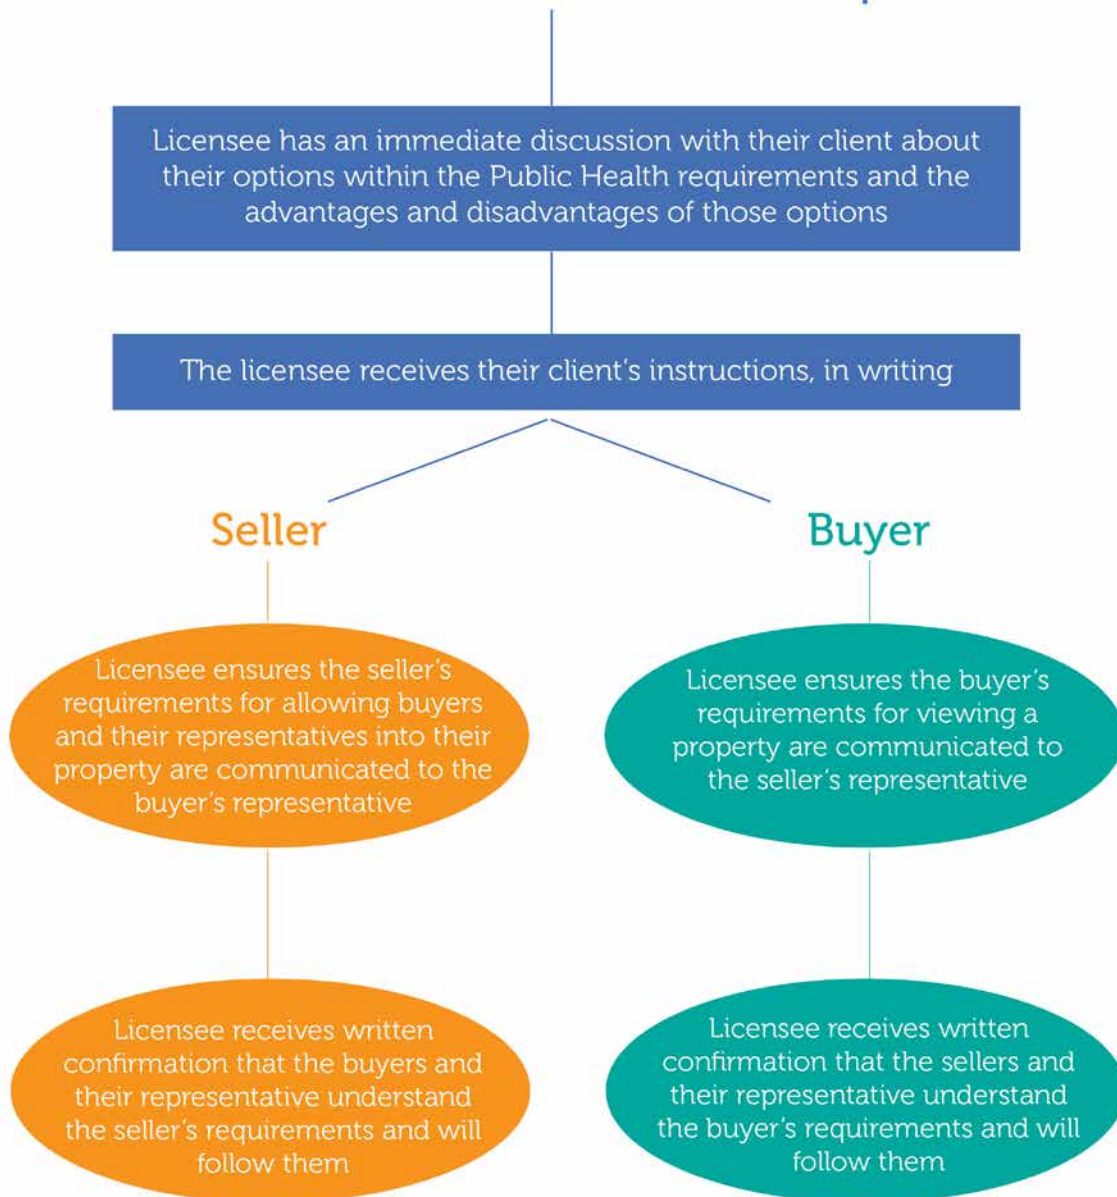 Licensee has an immediate discussion with their client about
their options within the Public Health requirements and the
advantages and disadvantages of those options
The licensee receives their client's instructions, in writing
Seller
Licensee ensures the seller's
requirements for allowing buyers
and their representatives into their
property are communicated to the
buyer's representative
Licensee receives written
confirmation that the buyers and
their representative understand
the seller's requirements and will
follow them
Buyer
Licensee ensures the buyer's
requirements for viewing a
property are communicated to
the seller's representative
Licensee receives written
confirmation that the sellers and
their representative understand
the buyer's requirements and will
follow them